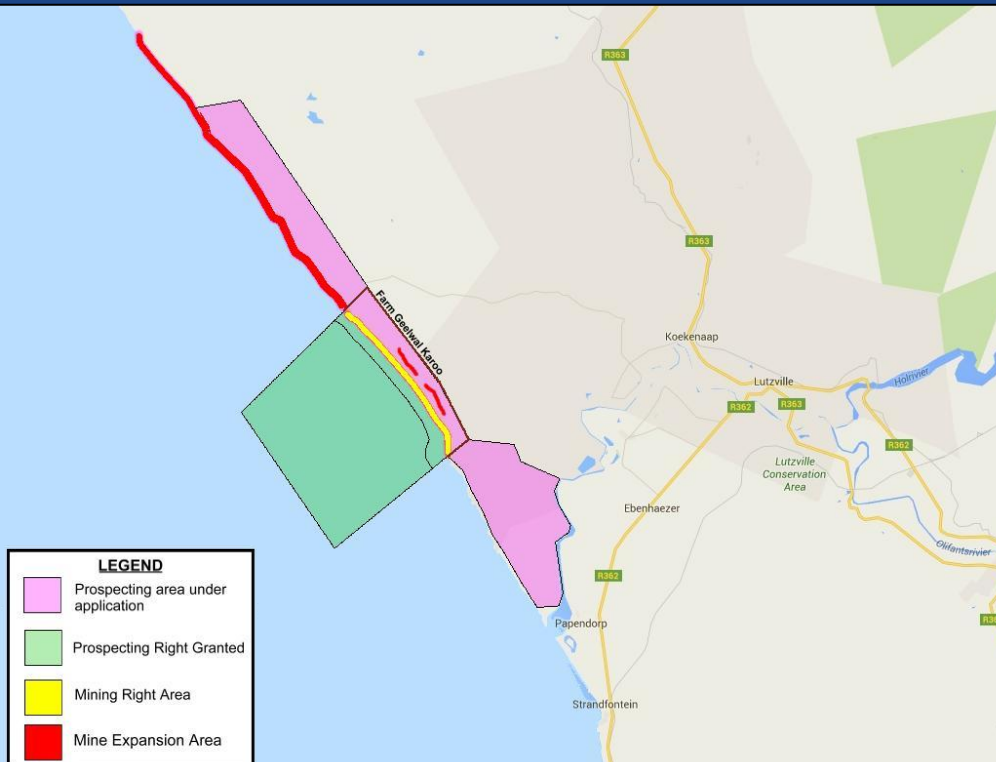 R363
R363
Farm Geelwal Karoo
Koekenaap
Lutzville
Holrivier
R362
R363
R362
Lutzville
Conservation
Area
Ebenhaezer
Olifantsrivier
R362
Papendorp
Strandfontein
LEGEND
Prospecting area under
application
Prospecting Right Granted
Mining Right Area
Mine Expansion Area